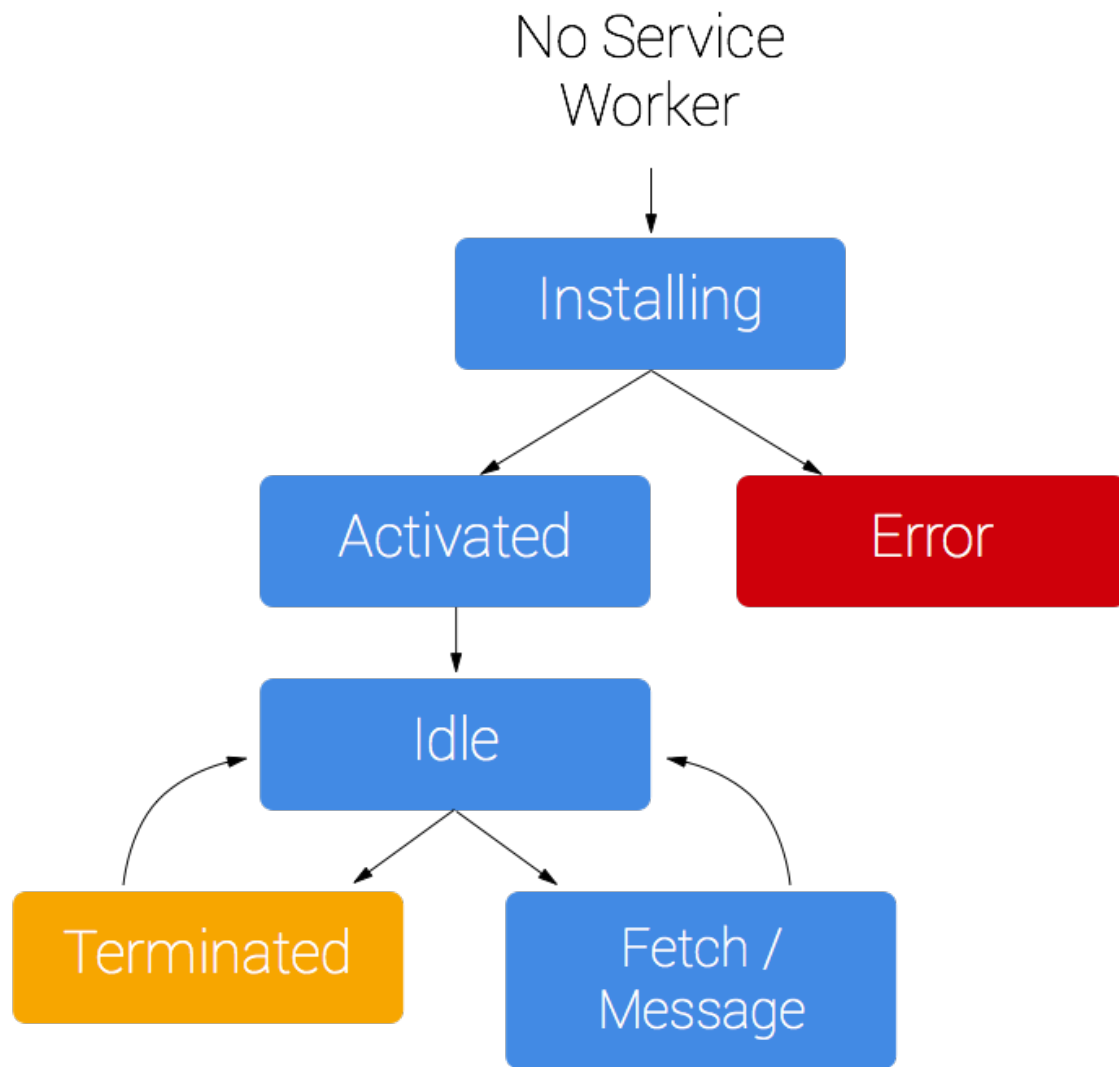 No Service
Worker
Installing
Activated
Error
Idle
Terminated
Fetch /
Message